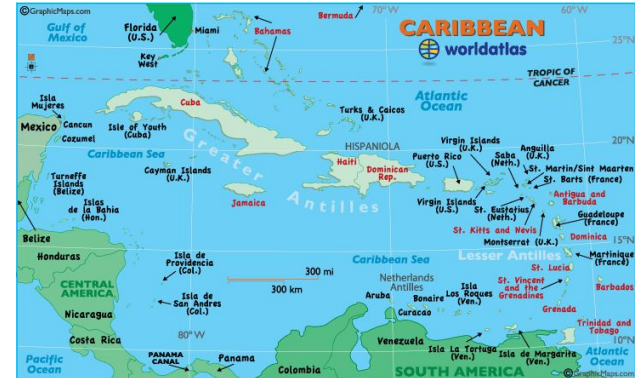 ©GraphicMaps.com
Gulf of
Mexico
Florida
(U.S.)
Miami
Key
West
Bahamas
Bermuda
70°W
60°W
CARIBBEAN
worldatlas
25°N
TROPIC OF
CANCER
Atlantic
Ocean
Isla
Mujeres
Mexico
Cancun
Cozumel
Isle of Youth
(Cuba)
Cuba
Turks & Caicos
(U.K.)
20°N
Caribbean Sea
Cayman Islands
(U.K.)
Greater
Antilles
HISPANIOLA
Haiti
Dominican
Rep.
Puerto Rico
(U.S.)
Virgin Islands
(U.K.)
Saba
(Neth.)
Anguilla
(U.K.)
St. Martin/Sint Maarten
St. Barts (France)
Turneffe
Islands
(Belize)
Islas
de la Bahia
(Hon.)
Jamaica
Virgin Islands
(U.S.)
St. Eustatius
(Neth.)
St. Kitts and Nevis
Antigua and
Barbuda
Montserrat (U.K.)
Guadeloupe
(France)
Dominica
15°N
Belize
Honduras
Isla de
Providencia
(Col.)
300 mi
300 km
Caribbean Sea
Lesser Antilles
Martinique
(France)
St. Lucia
CENTRAL
AMERICA
Isla de
San Andres
(Col.)
Netherlands
Antilles
Aruba
Bonaire
Curacao
Isla
Los Roques
(Ven.)
St. Vincent
and the
Grenadines
Barbados
Grenada
Nicaragua
Costa Rica
80°W
Trinidad and
Tobago
10°N
Pacific
Ocean
PANAMA
CANAL
Panama
Colombia
Venezuela
Isla La Tortuga
(Ven.)
Isla de Margarita
(Ven.)
SOUTH AMERICA
Atlantic
Ocean
©GraphicMaps.com